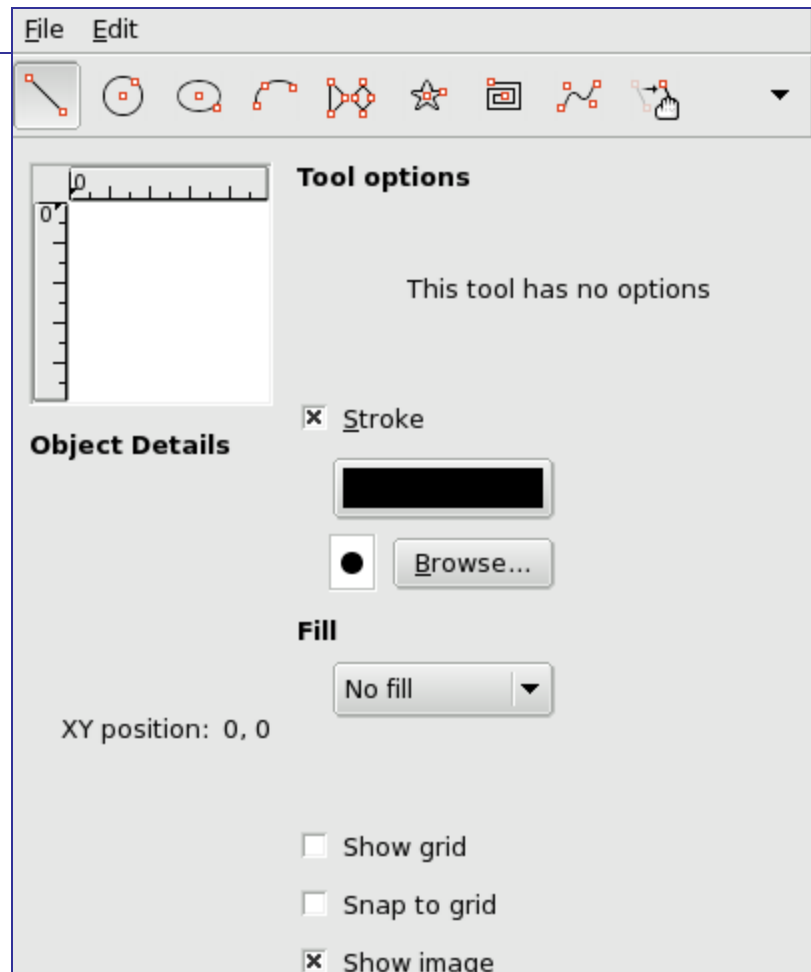 File Edit
0
0
Tool options
This tool has no options
Stroke
Object Details
Browse...
Fill
No fill
XY position: 0, 0
Show grid
Snap to grid
Show image